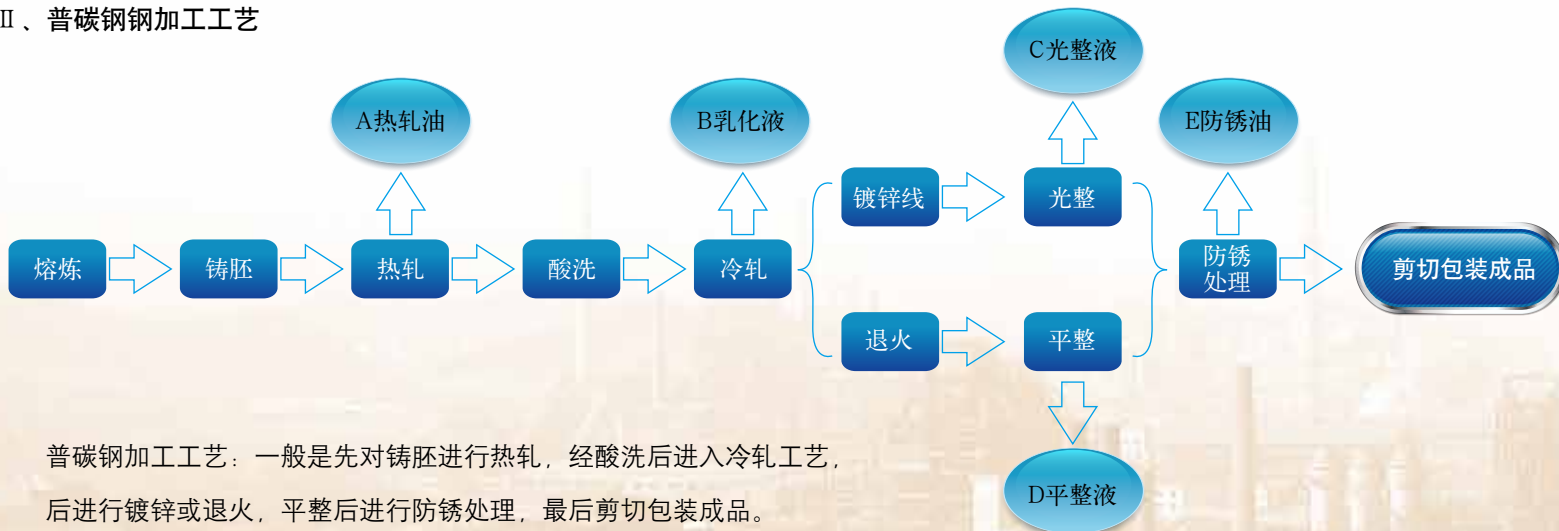 Ⅱ、普碳钢钢加工工艺
C光整液
A热轧油
B乳化液
E防锈油
镀锌线
光整
熔炼
铸胚
热轧
酸洗
冷轧
防锈
处理
剪切包装成品
退火
平整
D平整液
普碳钢加工工艺：一般是先对铸胚进行热轧，经酸洗后进入冷轧工艺，
后进行镀锌或退火，平整后进行防锈处理，最后剪切包装成品。